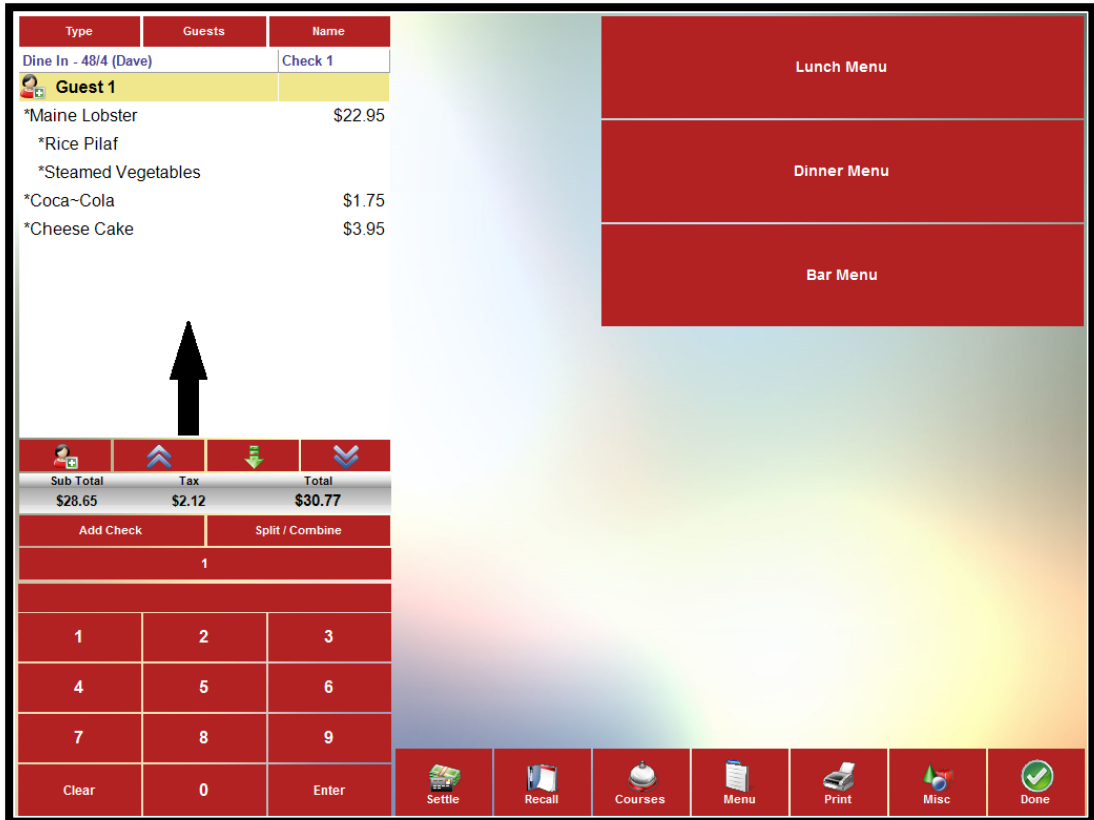 Type Guests Name
Dine In - 48/4 (Dave) Check 1
Guest 1
*Maine Lobster $22.95
*Rice Pilaf
*Steamed Vegetables
*Coca~Cola $1.75
*Cheese Cake $3.95
Sub Total Tax Total
$28.65 $2.12 $30.77
Add Check Split / Combine
1
1 2 3
4 5 6
7 8 9
Clear 0 Enter
Lunch Menu
Dinner Menu
Bar Menu
Settle Recall Courses Menu Print Misc Done